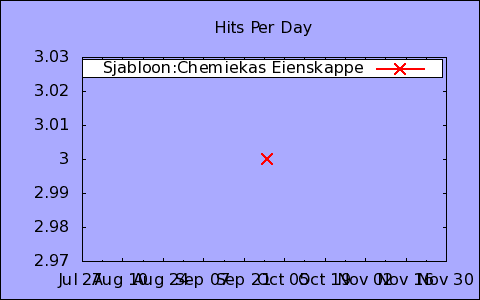 Hits Per Day
3.03
Sjabloon:Chemiekas Eienskappe
3.02
3.01
3
2.99
2.98
2.97
Jul 27 Aug 10 Aug 24 Sep 07 Sep 21 Oct 05 Oct 19 Nov 02 Nov 16 Nov 30